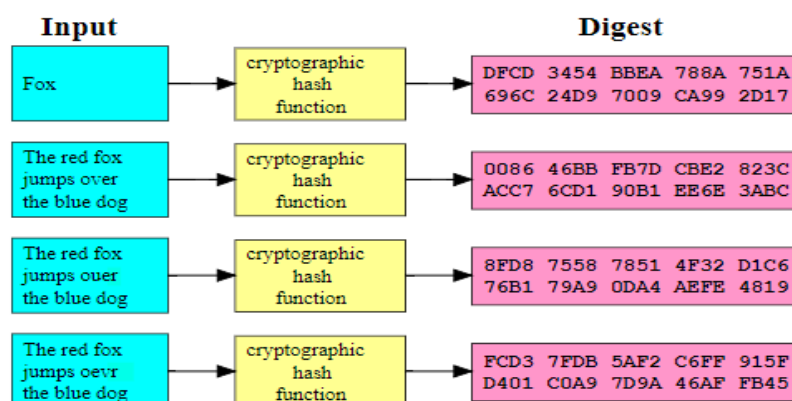 Input Digest
Fox
cryptographic
hash
function
DFCD 3454 BBEA 788A 751A
696C 24D9 7009 CA99 2D17
The red fox
jumps over
the blue dog
cryptographic
hash
function
0086 46BB FB7D CBE2 823C
ACC7 6CD1 90B1 EE6E 3ABC
The red fox
jumps ouer
the blue dog
cryptographic
hash
function
8FD8 7558 7851 4F32 D1C6
76B1 79A9 0DA4 AEFE 4819
The red fox
jumps oevr
the blue dog
cryptographic
hash
function
FCD3 7FDB 5AF2 C6FF 915F
D401 C0A9 7D9A 46AF FB45